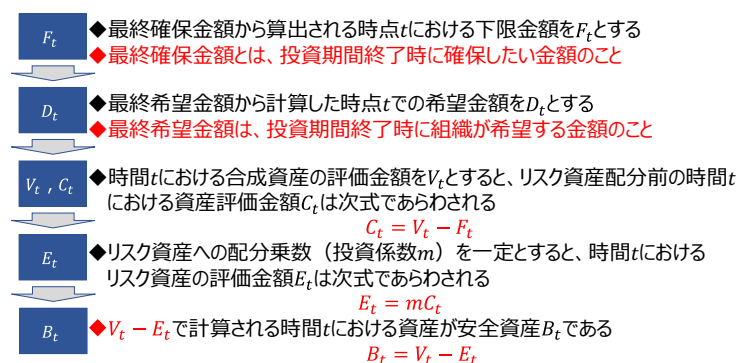 F_t
◆最終確保金額から算出される時点tにおける下限金額をF_tとする
◆最終確保金額とは、投資期間終了時に確保したい金額のこと
D_t
◆最終希望金額から計算した時点tでの希望金額をD_tとする
◆最終希望金額は、投資期間終了時に組織が希望する金額のこと
V_t , C_t
◆時間tにおける合成資産の評価金額をV_tとすると、リスク資産配分前の時間t
における資産評価金額C_tは次式であらわされる
C_t = V_t − F_t
E_t
◆リスク資産への配分乗数（投資係数m）を一定とすると、時間tにおける
リスク資産の評価金額E_tは次式であらわされる
E_t = mC_t
B_t
◆V_t − E_tで計算される時間tにおける資産が安全資産B_tである
B_t = V_t − E_t